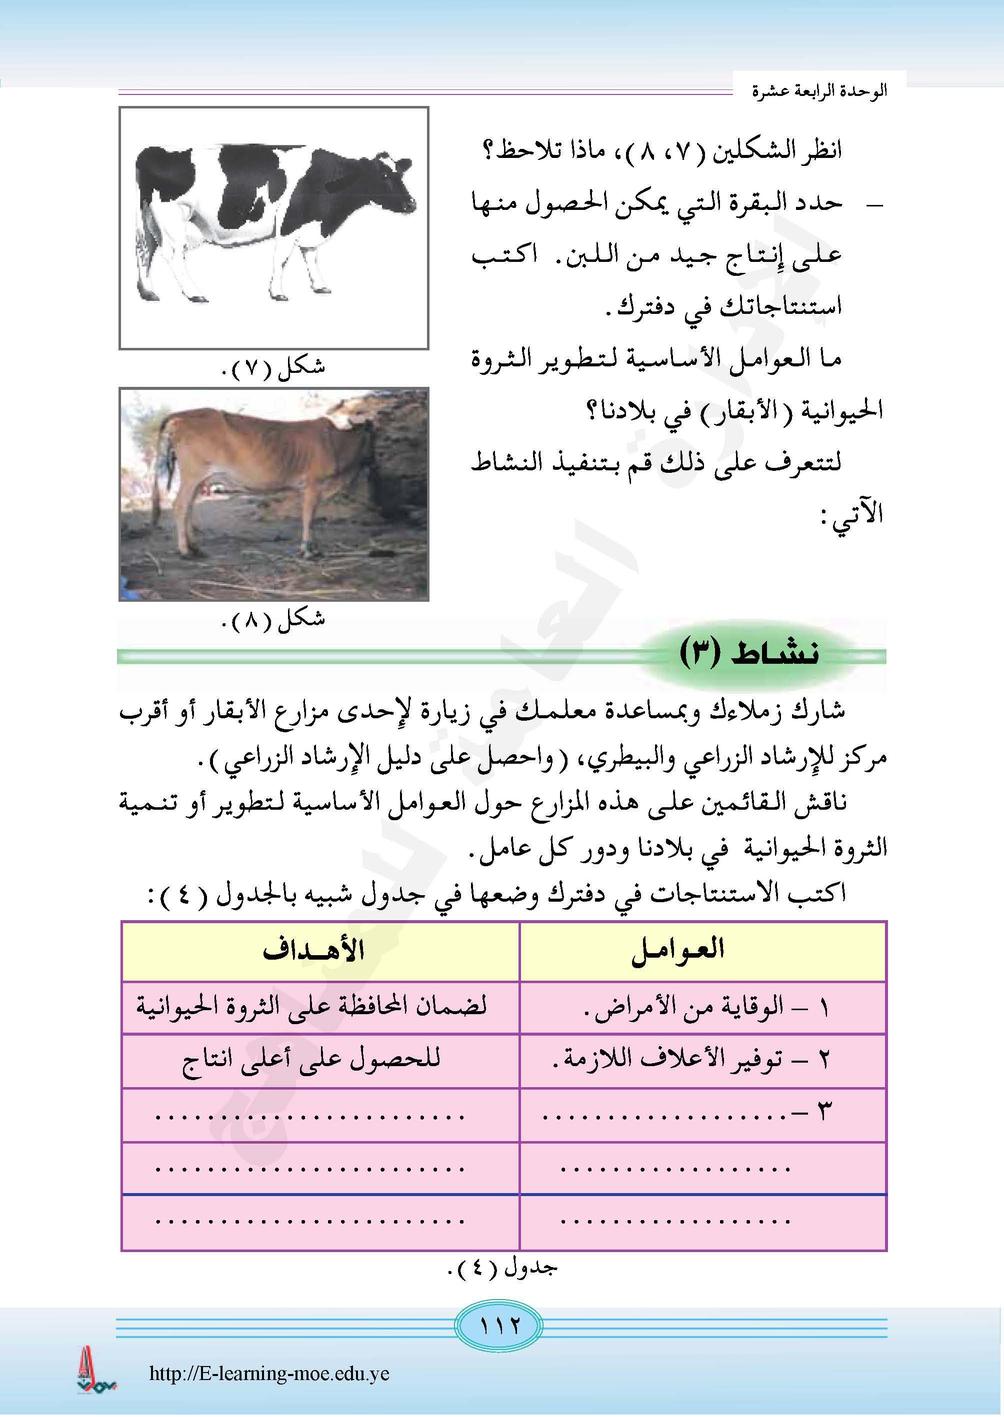 الوحدة الرابعة عشرة
انظر الشكلين (٧، ٨)، ماذا تلاحظ؟
– حدد البقرة التي يمكن الحصول منها
على إنتاج جيد من اللبن. اكتب
استنتاجاتك في دفترك.
شكل (٧).
ما العوامل الأساسية لتطوير الثروة
الحيوانية (الأبقار) في بلادنا؟
لتتعرف على ذلك قم بتنفيذ النشاط
الآتي:
شكل (٨).
نشاط (٣)
شارك زملاءك وبمساعدة معلمك في زيارة لإحدى مزارع الأبقار أو أقرب
مركز للإرشاد الزراعي والبيطري، (واحصل على دليل الإرشاد الزراعي).
ناقش القائمين على هذه المزارع حول العوامل الأساسية لتطوير أو تنمية
الثروة الحيوانية في بلادنا ودور كل عامل.
اكتب الاستنتاجات في دفترك وضعها في جدول شبيه بالجدول (٤):
العوامل الأهداف
١ – الوقاية من الأمراض. لضمان المحافظة على الثروة الحيوانية
٢ – توفير الأعلاف اللازمة. للحصول على أعلى انتاج
٣ – ................... ........................
.................. ........................
.................. ........................
جدول (٤).
١١٢
http://E-learning-moe.edu.ye
الإدارة العامة للمناهج